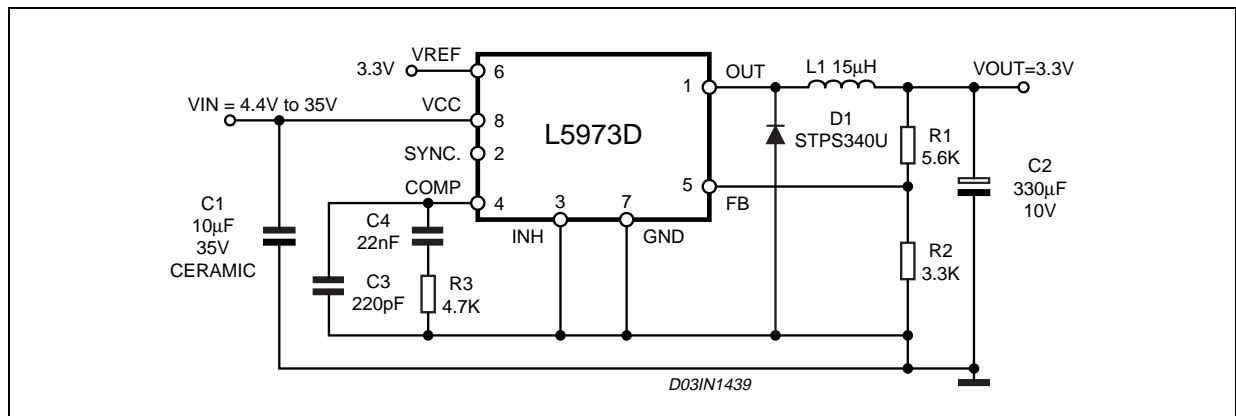 VREF
3.3V
6
VIN = 4.4V to 35V
VCC
8
SYNC.
2
COMP
4
L5973D
1
OUT
L1 15µH
VOUT=3.3V
D1
STPS340U
R1
5.6K
5
FB
C2
330µF
10V
3
7
INH
GND
C1
10µF
35V
CERAMIC
C4
22nF
C3
220pF
R3
4.7K
R2
3.3K
D03IN1439